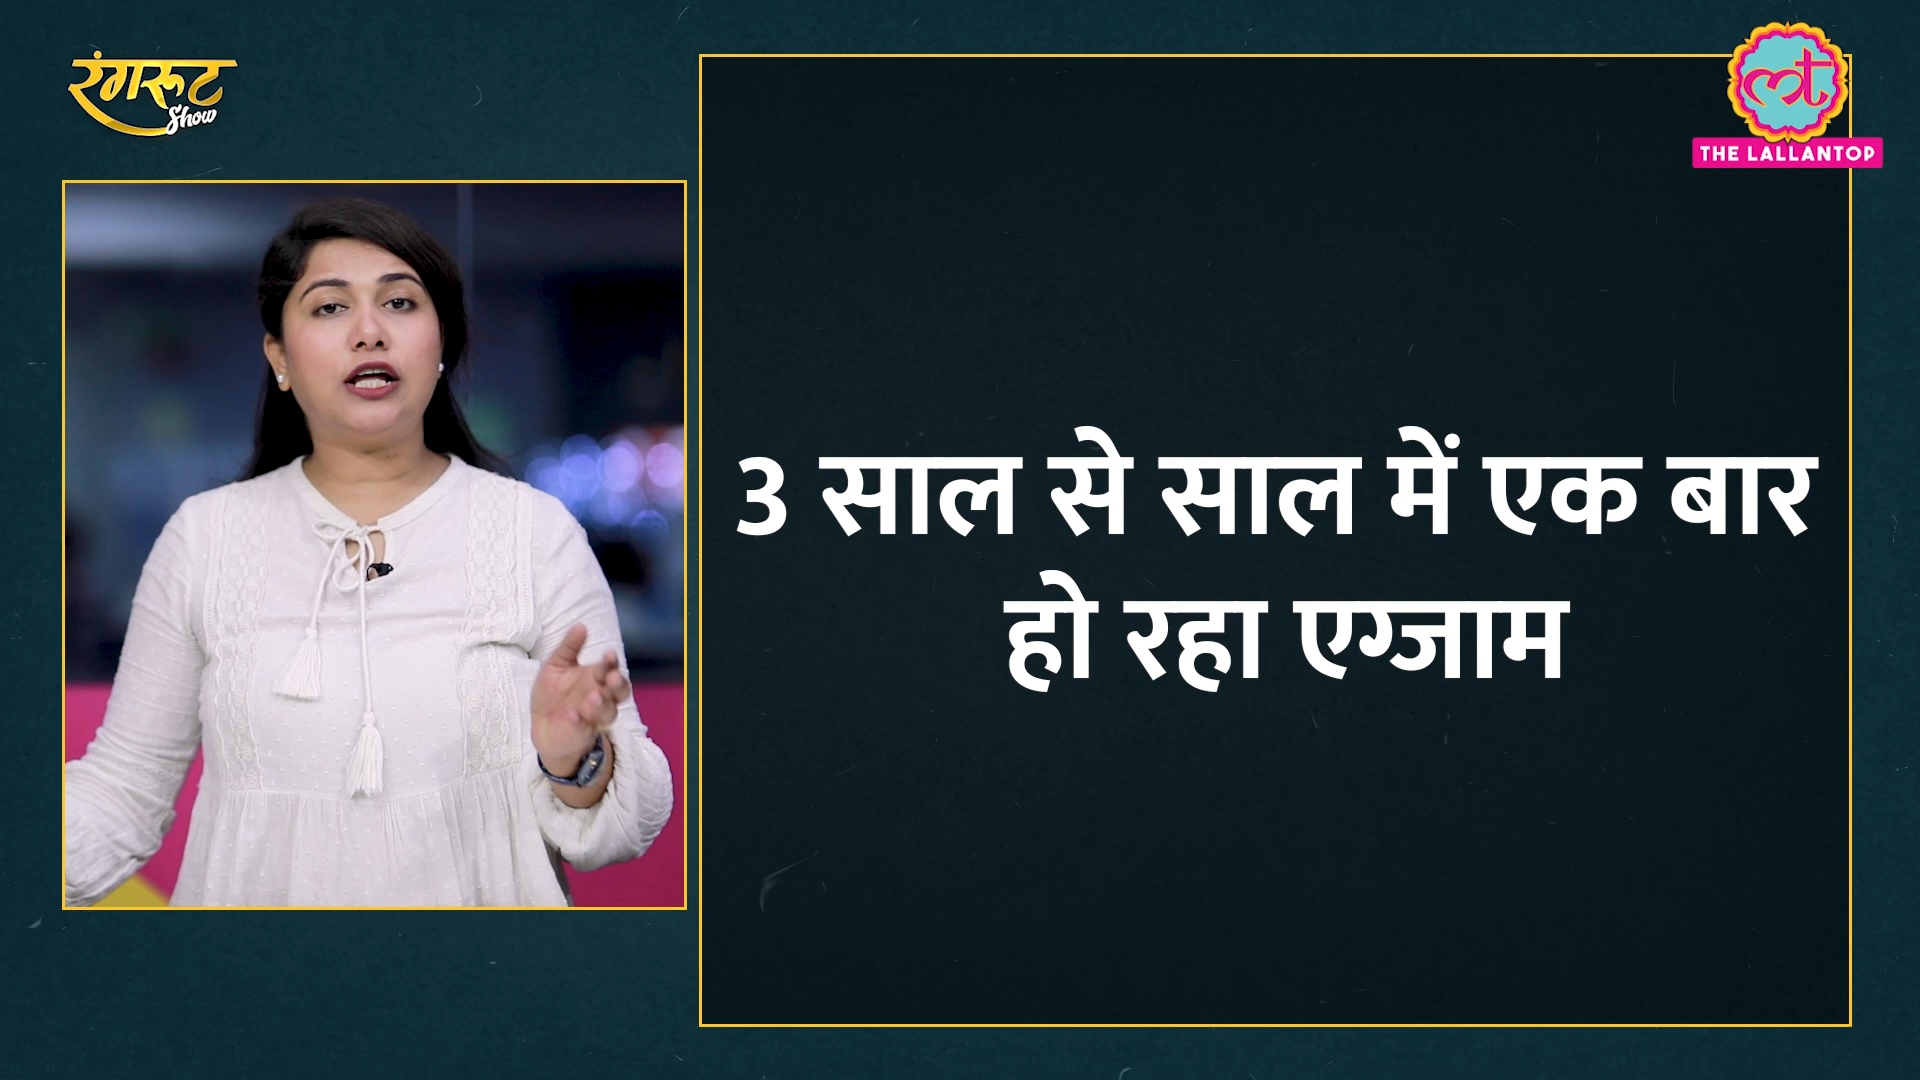 रंगरूट
Show
THE LALLANTOP
3 साल से साल में एक बार
हो रहा एग्जाम